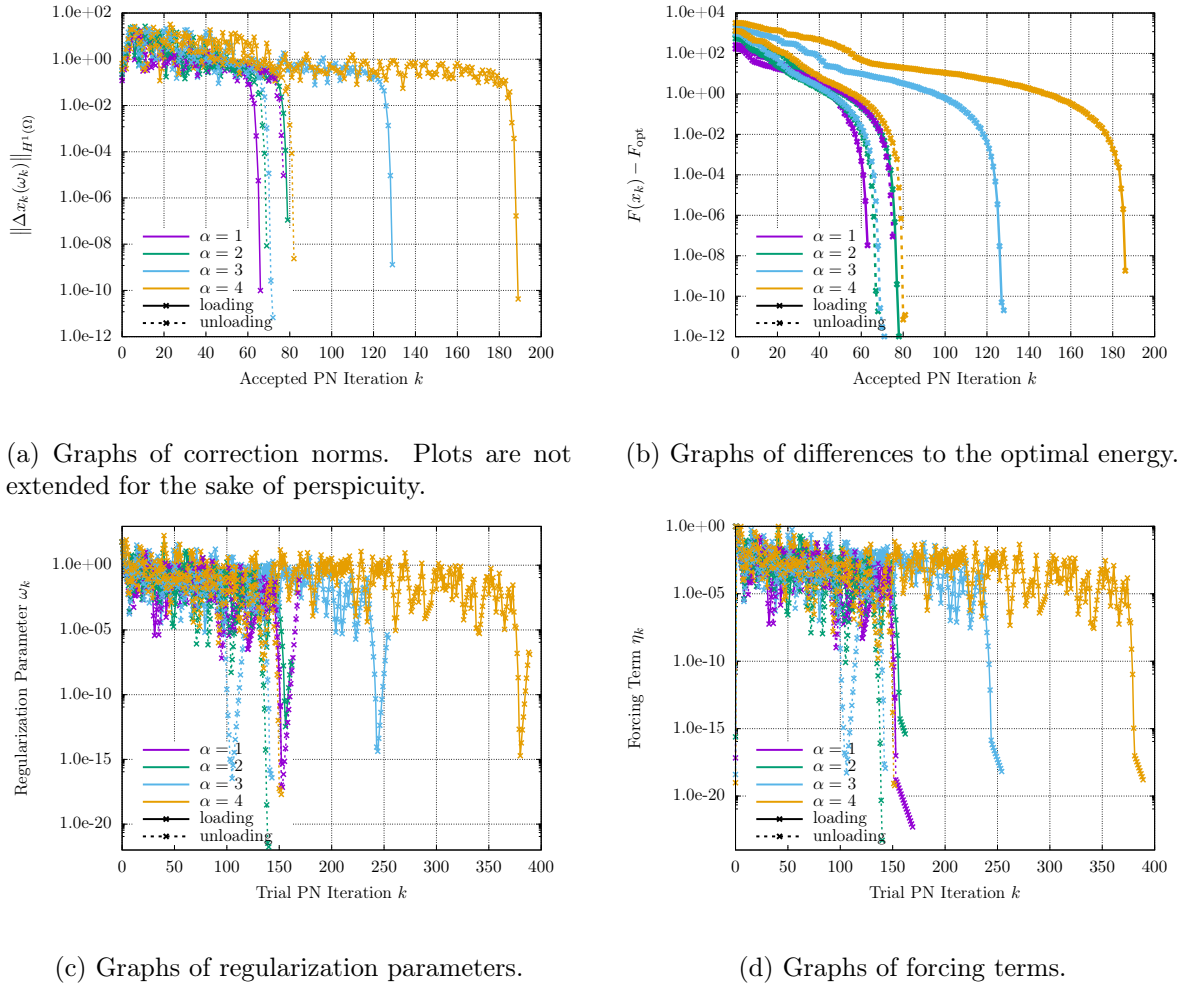 1.0e+02
1.0e+00
1.0e-02
1.0e-04
1.0e-06
1.0e-08
1.0e-10
1.0e-12
‖Δx_k(ω_k)‖_{H^1(Ω)}
α = 1
α = 2
α = 3
α = 4
loading
unloading
0 20 40 60 80 100 120 140 160 180 200
Accepted PN Iteration k
(a) Graphs of correction norms. Plots are not
extended for the sake of perspicuity.
1.0e+04
1.0e+02
1.0e+00
1.0e-02
1.0e-04
1.0e-06
1.0e-08
1.0e-10
1.0e-12
F(x_k) − F_opt
α = 1
α = 2
α = 3
α = 4
loading
unloading
0 20 40 60 80 100 120 140 160 180 200
Accepted PN Iteration k
(b) Graphs of differences to the optimal energy.
1.0e+00
1.0e-05
1.0e-10
1.0e-15
1.0e-20
Regularization Parameter ω_k
α = 1
α = 2
α = 3
α = 4
loading
unloading
0 50 100 150 200 250 300 350 400
Trial PN Iteration k
(c) Graphs of regularization parameters.
1.0e+00
1.0e-05
1.0e-10
1.0e-15
1.0e-20
Forcing Term η_k
α = 1
α = 2
α = 3
α = 4
loading
unloading
0 50 100 150 200 250 300 350 400
Trial PN Iteration k
(d) Graphs of forcing terms.